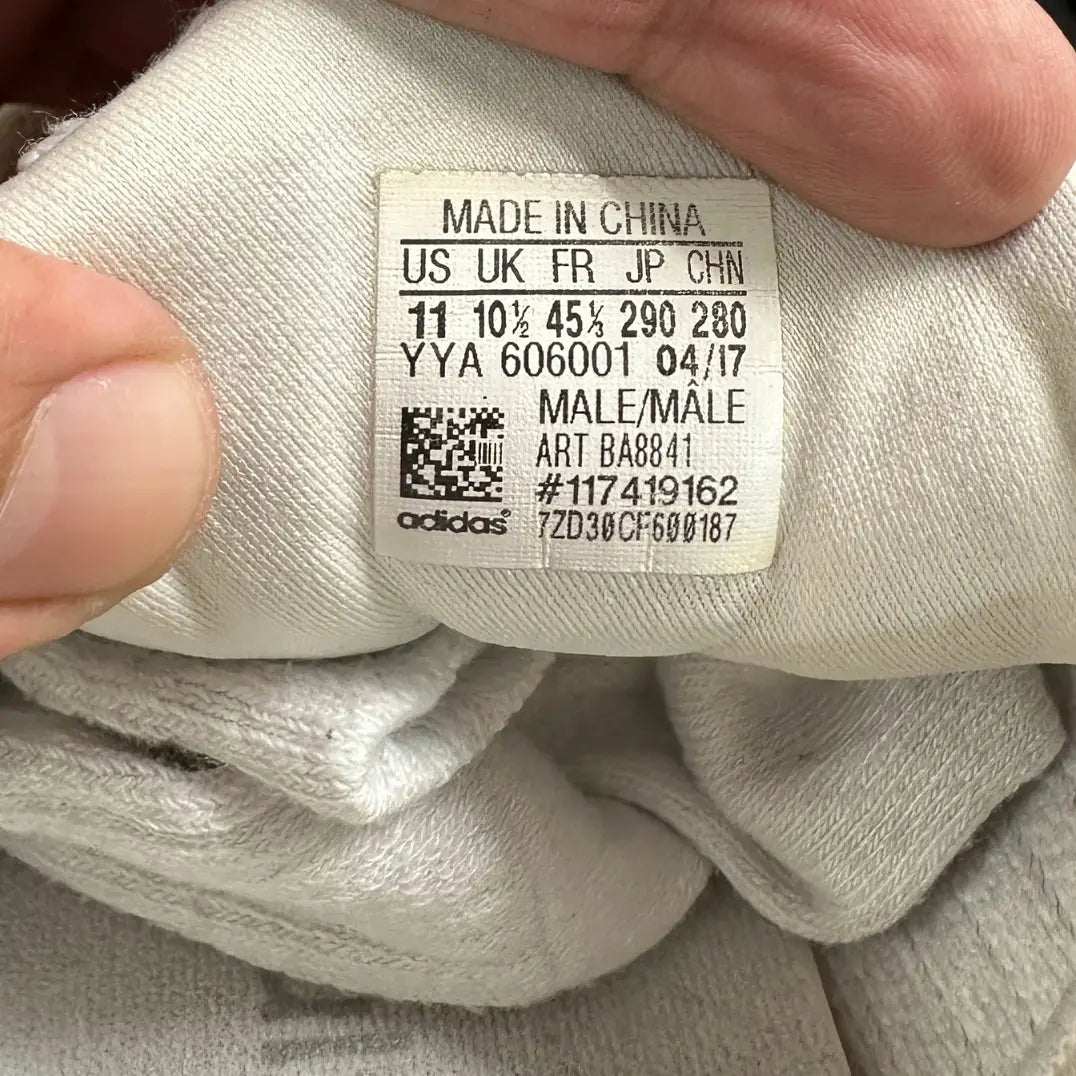 MADE IN CHINA
US UK FR JP CHN
11 10½ 45⅓ 290 280
YYA 606001 04/17
MALE/MÂLE
ART BA8841
#117419162
adidas® 7ZD30CF600187